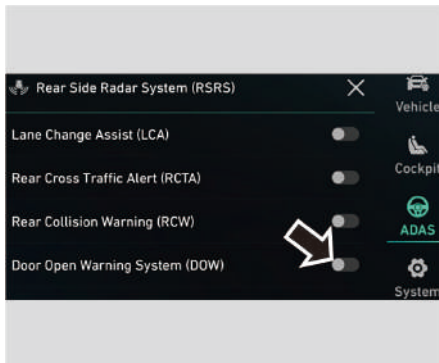 Rear Side Radar System (RSRS)
Vehicle
Lane Change Assist (LCA)
Cockpit
Rear Cross Traffic Alert (RCTA)
Rear Collision Warning (RCW)
ADAS
Door Open Warning System (DOW)
System